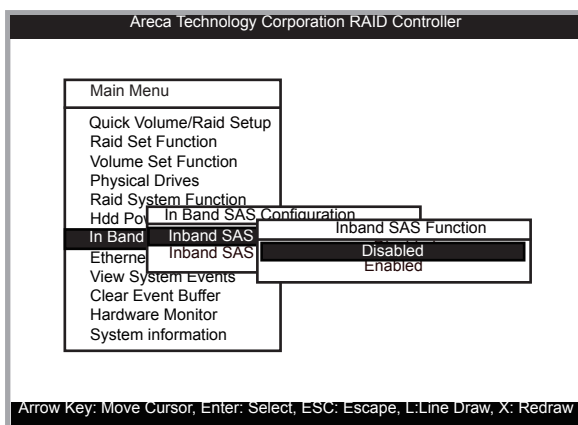 Areca Technology Corporation RAID Controller
Main Menu
Quick Volume/Raid Setup
Raid Set Function
Volume Set Function
Physical Drives
Raid System Function
Hdd Pow
In Band
Etherne
View System Events
Clear Event Buffer
Hardware Monitor
System information
In Band SAS Configuration
Inband SAS
Inband SAS
Inband SAS Function
Disabled
Enabled
Arrow Key: Move Cursor, Enter: Select, ESC: Escape, L:Line Draw, X: Redraw